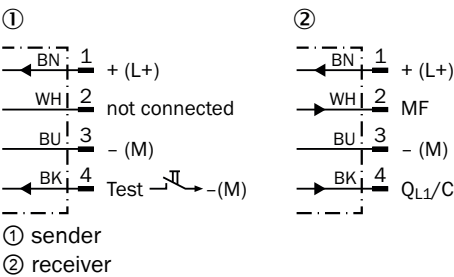 ① ②
BN 1 + (L+) BN 1 + (L+)
WH 2 not connected WH 2 MF
BU 3 – (M) BU 3 – (M)
BK 4 Test –(M) BK 4 QL1/C
① sender
② receiver